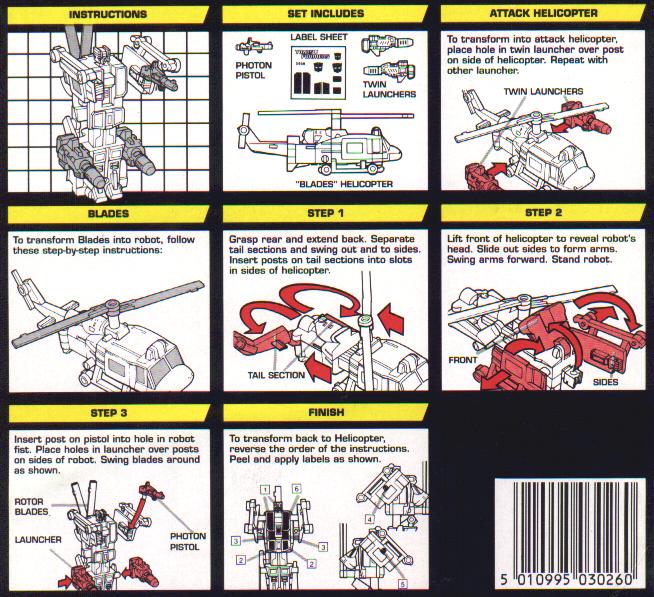 INSTRUCTIONS
SET INCLUDES
PHOTON
PISTOL
LABEL SHEET
TWIN
LAUNCHERS
"BLADES" HELICOPTER
ATTACK HELICOPTER
To transform into attack helicopter,
place hole in twin launcher over post
on side of helicopter. Repeat with
other launcher.
TWIN LAUNCHERS
BLADES
To transform Blades into robot, follow
these step-by-step instructions:
STEP 1
Grasp rear and extend back. Separate
tail sections and swing out and to sides.
Insert posts on tail sections into slots
in sides of helicopter.
TAIL SECTION
STEP 2
Lift front of helicopter to reveal robot's
head. Slide out sides to form arms.
Swing arms forward. Stand robot.
FRONT
SIDES
STEP 3
Insert post on pistol into hole in robot
fist. Place holes in launcher over posts
on sides of robot. Swing blades around
as shown.
ROTOR
BLADES
LAUNCHER
PHOTON
PISTOL
FINISH
To transform back to Helicopter,
reverse the order of the instructions.
Peel and apply labels as shown.
1
6
3
3
2
2
4
5
5 010995 030260